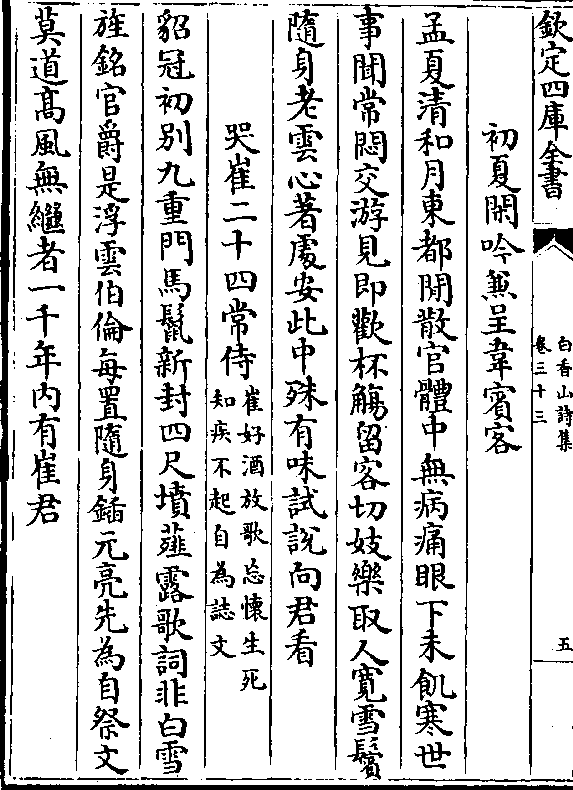 欽定四庫全書
白香山詩集
卷三十三
五
初夏閑吟兼呈韋賓客
孟夏清和月東都閒散官體中無病痛眼下未飢寒世
事聞常悶交游見即歡杯觴留客切妓樂取人寛雪鬢
隨身老雲心著處安此中殊有味試說向君看
哭崔二十四常侍
崔好酒放歌忘懷生死
知疾不起自為誌文
貂冠初别九重門馬鬛新封四尺墳薤露歌詞非白雪
旌銘官爵是浮雲伯倫每置隨身鍤元亮先為自祭文
莫道髙風無繼者一千年内有崔君